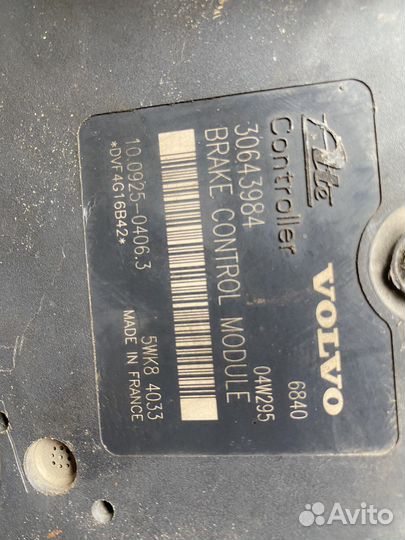 Ate
Controller
VOLVO
30643984
6840
BRAKE CONTROL MODULE
04W295
10.0925-0406.3
*DVF4G16B42*
5WK8 4033
MADE IN FRANCE
Avito